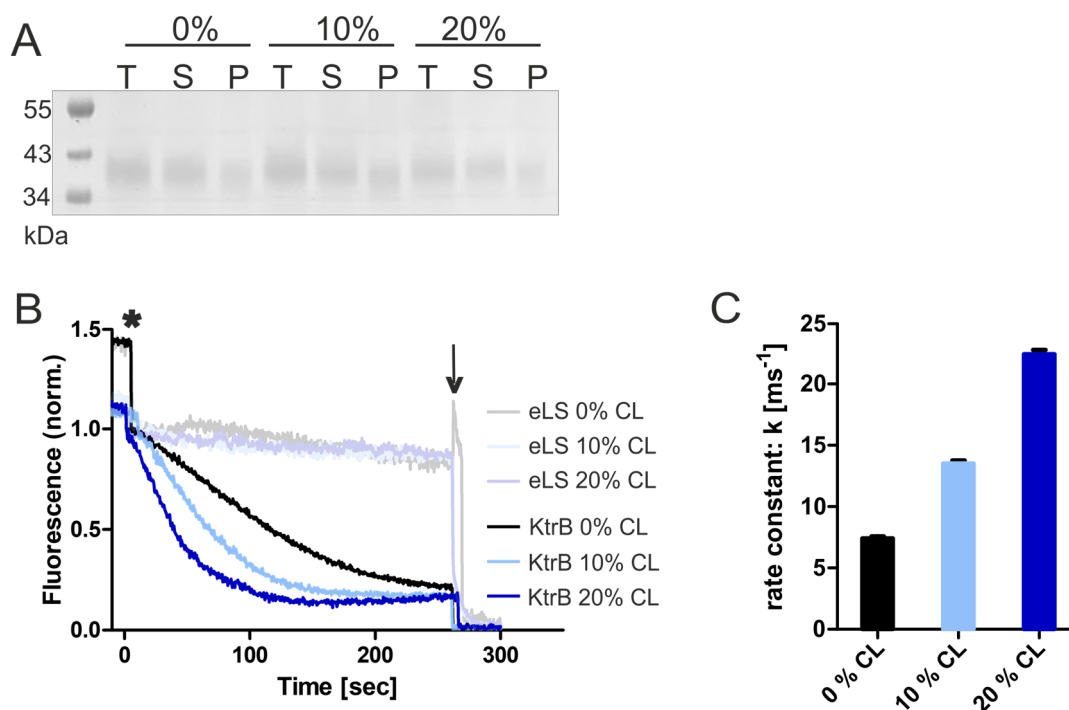 A
0% 10% 20%
T S P T S P T S P
55
43
34
kDa
B
*
Fluorescence (norm.)
1.5
1.0
0.5
0.0
0 100 200 300
Time [sec]
eLS 0% CL
eLS 10% CL
eLS 20% CL
KtrB 0% CL
KtrB 10% CL
KtrB 20% CL
C
rate constant: k [ms⁻¹]
25
20
15
10
5
0
0 % CL
10 % CL
20 % CL